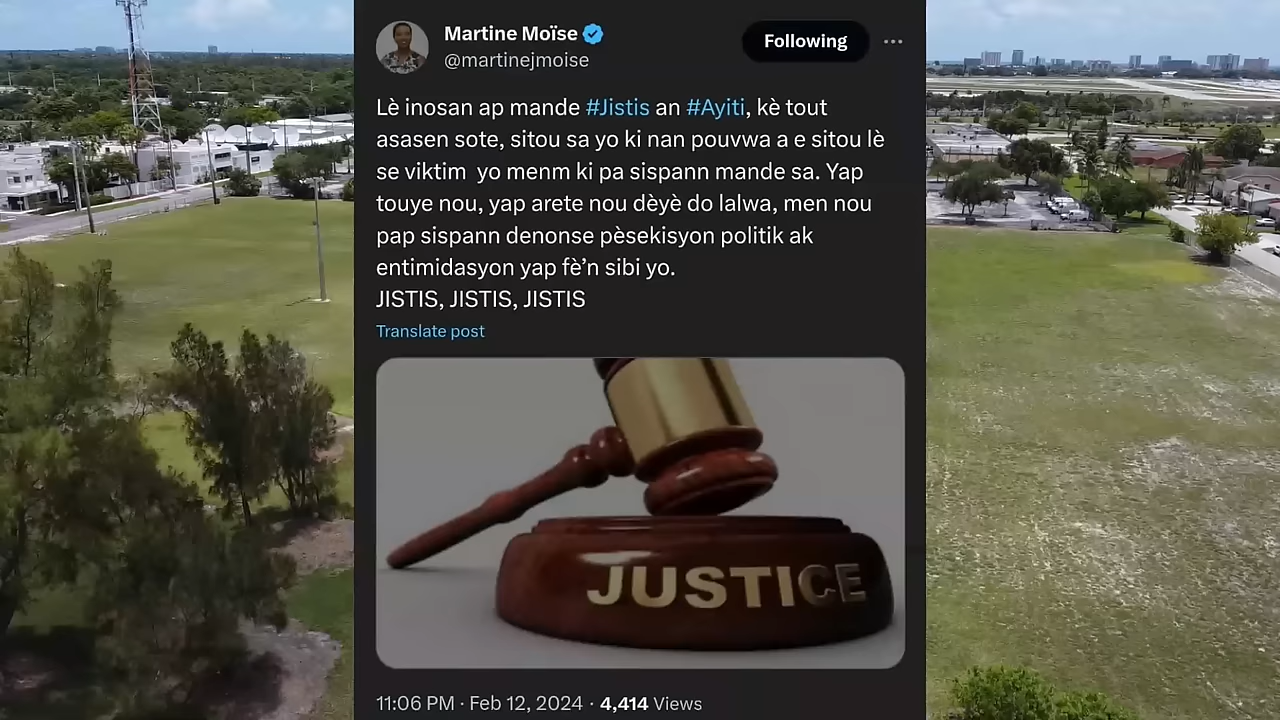 Martine Moïse
@martinejmoise
Following
Lè inosan ap mande #Jistis an #Ayiti, kè tout
asasen sote, sitou sa yo ki nan pouvwa a e sitou lè
se viktim  yo menm ki pa sispann mande sa. Yap
touye nou, yap arete nou dèyè do lalwa, men nou
pap sispann denonse pèsekisyon politik ak
entimidasyon yap fè’n sibi yo.
JISTIS, JISTIS, JISTIS
Translate post
JUSTICE
11:06 PM · Feb 12, 2024 · 4,414 Views